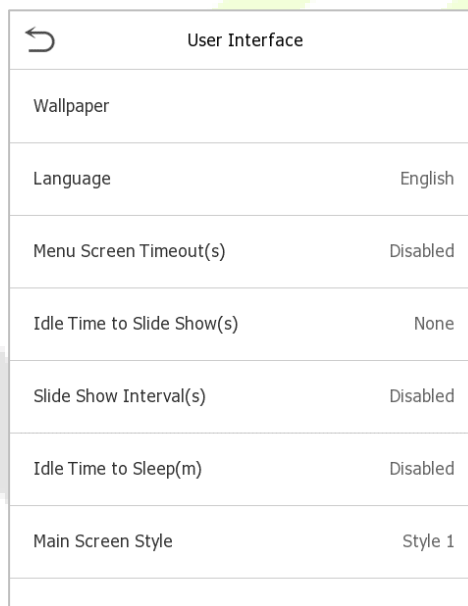 User Interface
Wallpaper
Language English
Menu Screen Timeout(s) Disabled
Idle Time to Slide Show(s) None
Slide Show Interval(s) Disabled
Idle Time to Sleep(m) Disabled
Main Screen Style Style 1